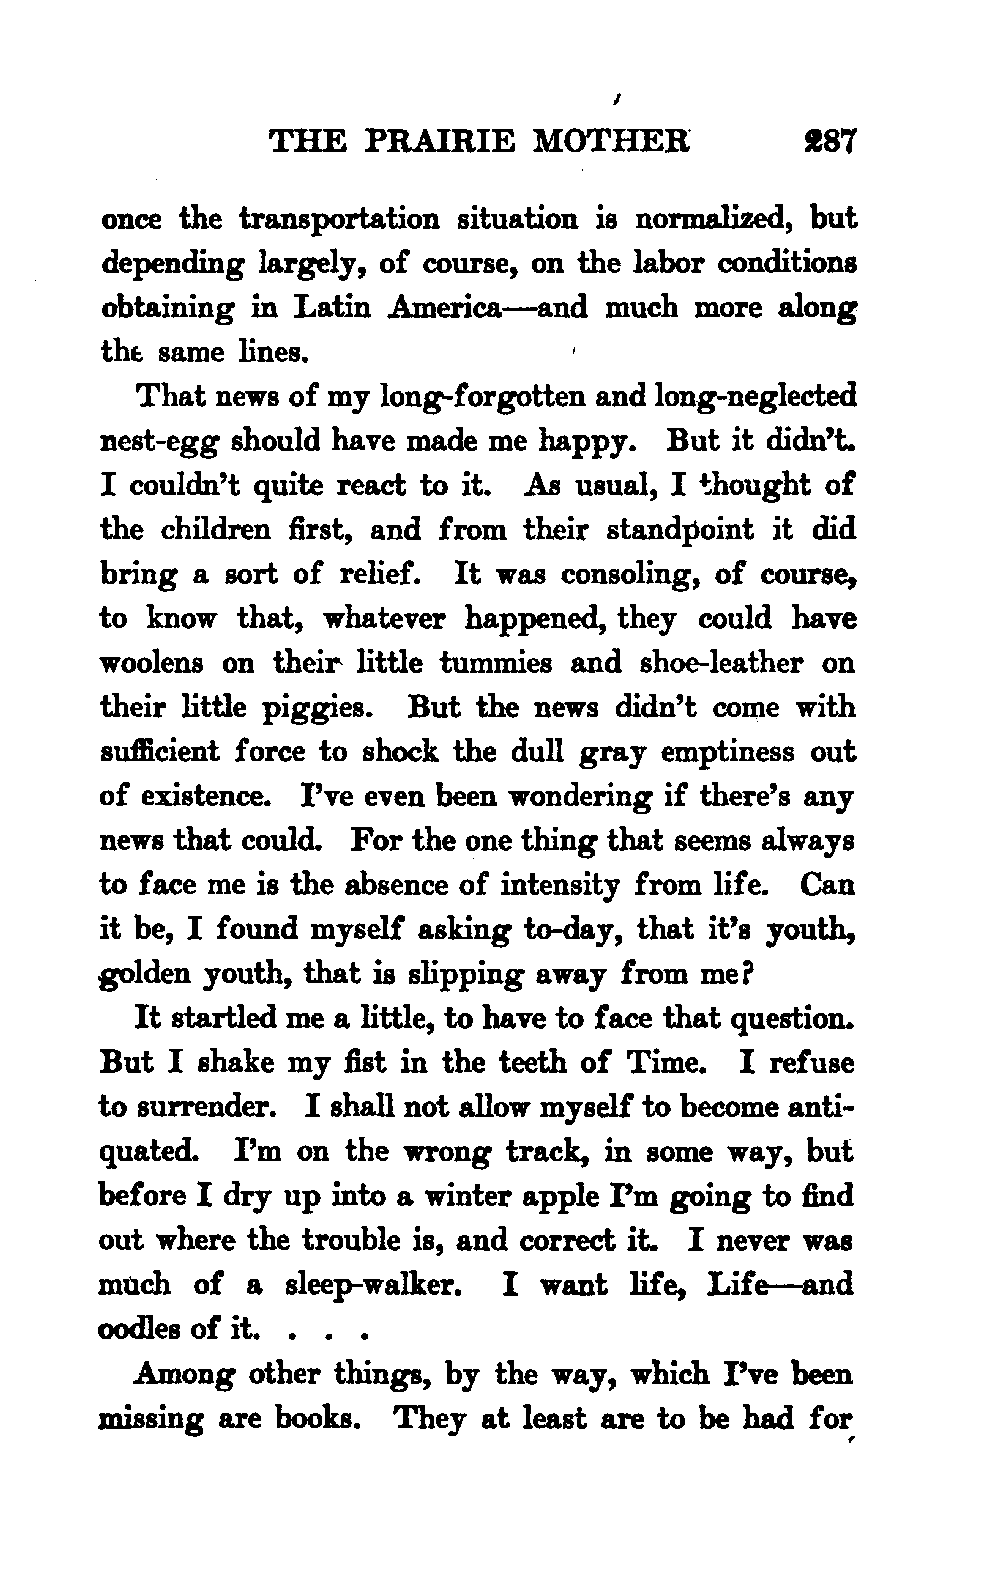 THE PRAIRIE MOTHER 287
once the transportation situation is normalized, but
depending largely, of course, on the labor conditions
obtaining in Latin America—and much more along
the same lines.
That news of my long-forgotten and long-neglected
nest-egg should have made me happy. But it didn't.
I couldn't quite react to it. As usual, I thought of
the children first, and from their standpoint it did
bring a sort of relief. It was consoling, of course,
to know that, whatever happened, they could have
woolens on their little tummies and shoe-leather on
their little piggies. But the news didn't come with
sufficient force to shock the dull gray emptiness out
of existence. I've even been wondering if there's any
news that could. For the one thing that seems always
to face me is the absence of intensity from life. Can
it be, I found myself asking to-day, that it's youth,
golden youth, that is slipping away from me?
It startled me a little, to have to face that question.
But I shake my fist in the teeth of Time. I refuse
to surrender. I shall not allow myself to become anti-
quated. I'm on the wrong track, in some way, but
before I dry up into a winter apple I'm going to find
out where the trouble is, and correct it. I never was
much of a sleep-walker. I want life, Life—and
oodles of it. . . .
Among other things, by the way, which I've been
missing are books. They at least are to be had for